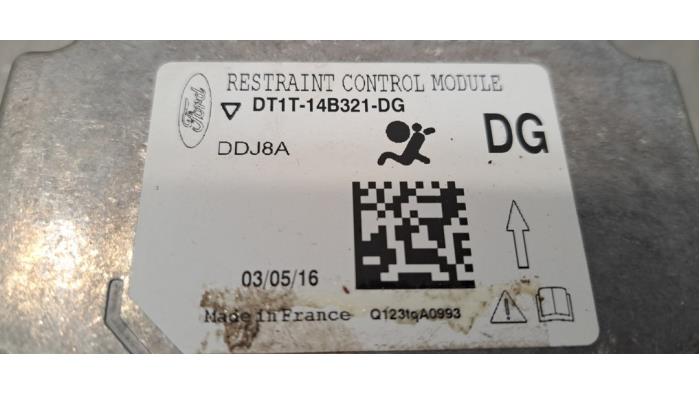 Ford
RESTRAINT CONTROL MODULE
DT1T-14B321-DG
DG
DDJ8A
03/05/16
Made in France
Q123tqA0993